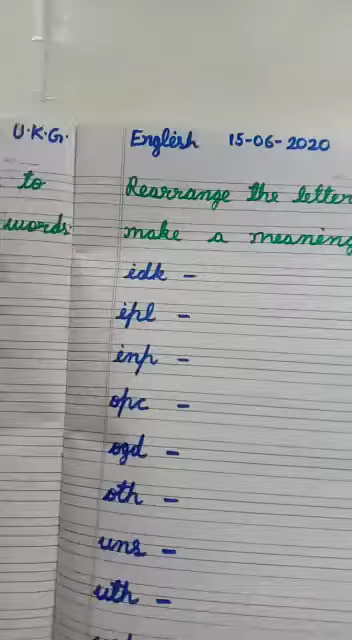 U.K.G. English 15-06-2020
to Rearrange the letter
words make a meaning
idk -
ipl -
inp -
opc -
ogd -
oth -
uns -
uth -